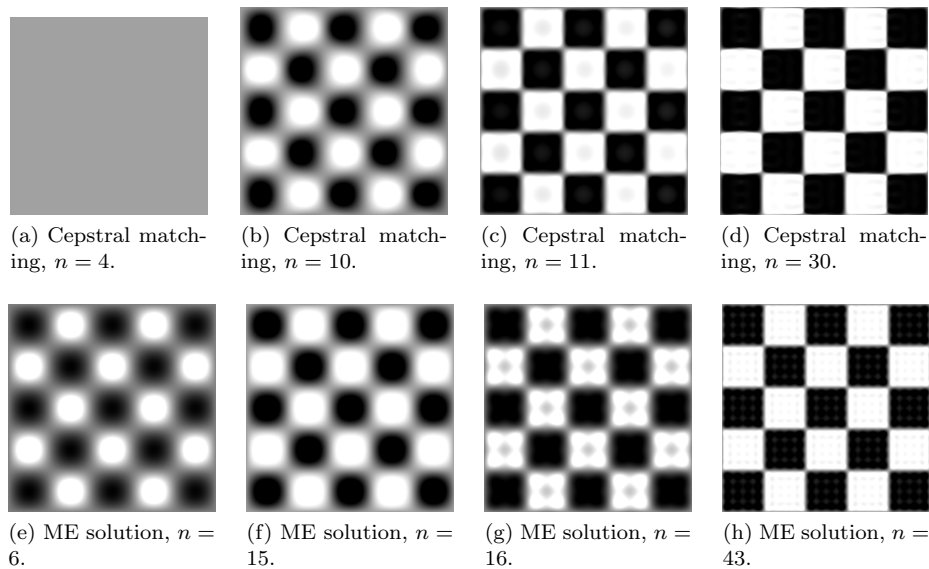 (a) Cepstral match-
ing, n = 4.
(b) Cepstral match-
ing, n = 10.
(c) Cepstral match-
ing, n = 11.
(d) Cepstral match-
ing, n = 30.
(e) ME solution, n =
6.
(f) ME solution, n =
15.
(g) ME solution, n =
16.
(h) ME solution, n =
43.